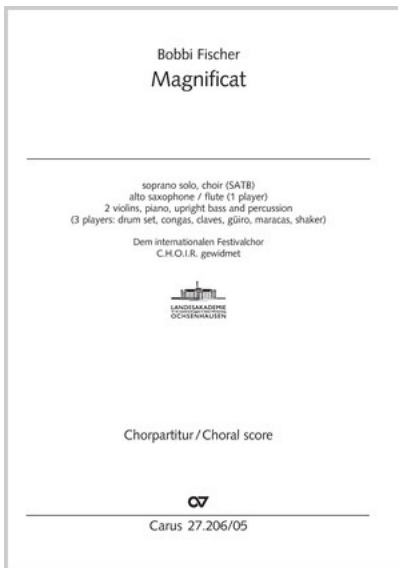 Bobbi Fischer
Magnificat
soprano solo, choir (SATB)
alto saxophone / flute (1 player)
2 violins, piano, upright bass and percussion
(3 players: drum set, congas, claves, güiro, maracas, shaker)
Dem internationalen Festivalchor
C.H.O.I.R. gewidmet
LANDESAKADEMIE
OCHSENHAUSEN
Chorpartitur / Choral score
Carus 27.206/05